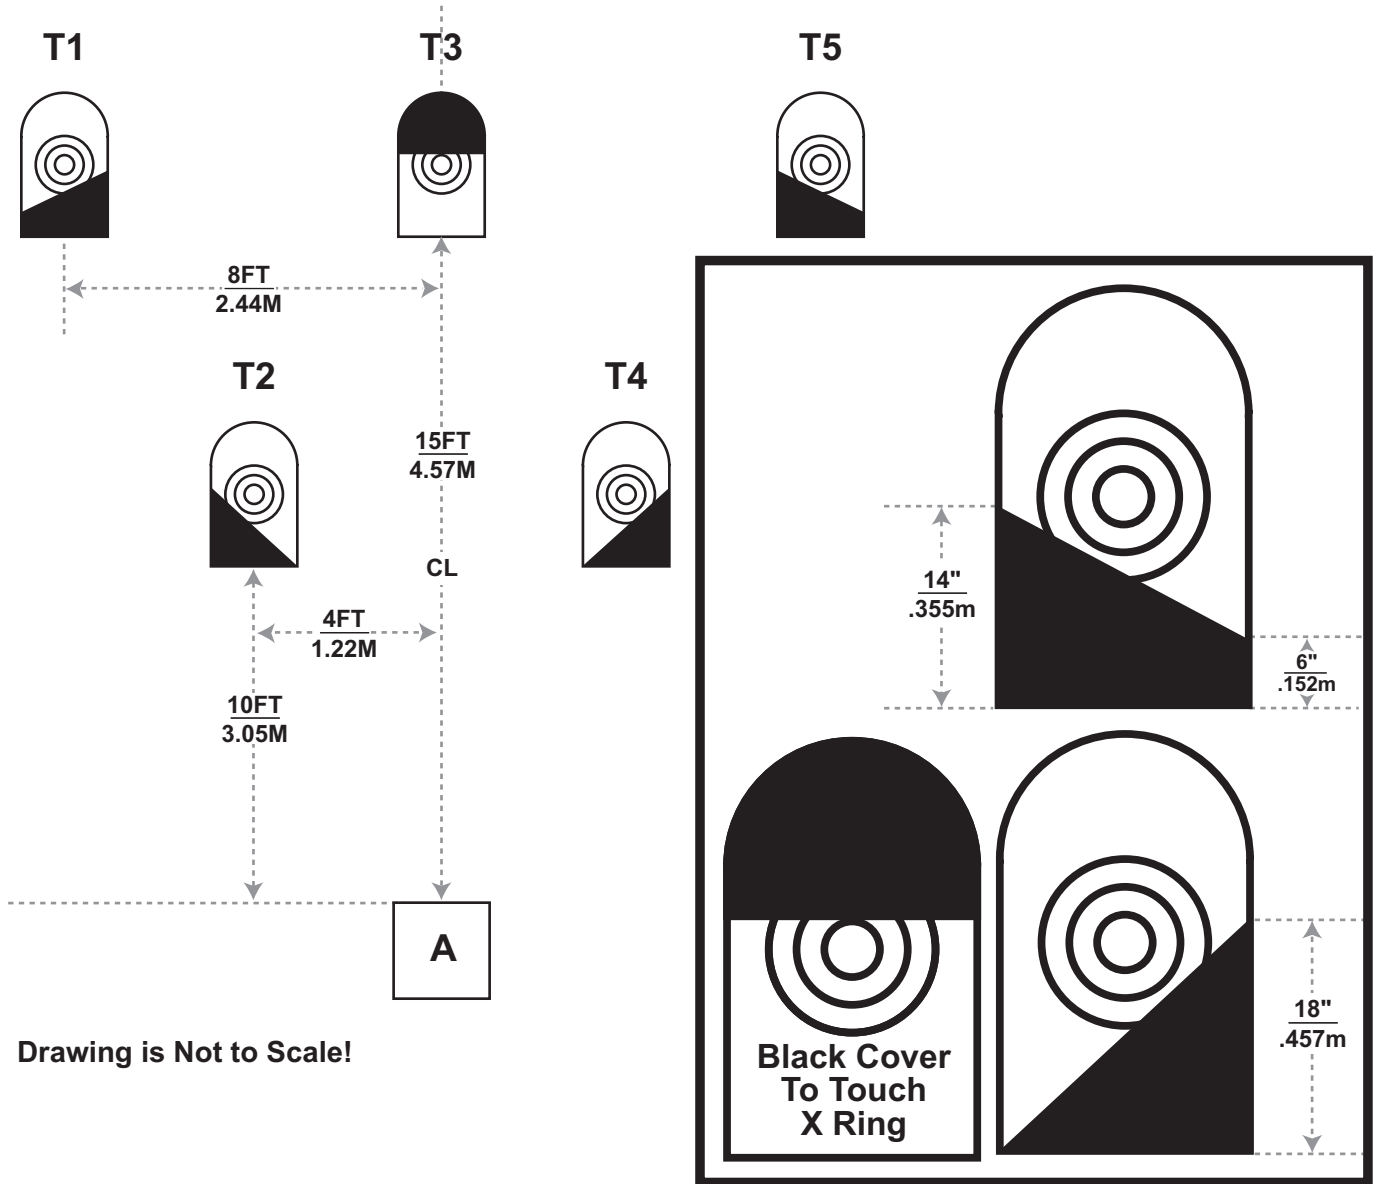 T1
T3
T5
8FT
2.44M
T2
T4
15FT
4.57M
CL
4FT
1.22M
10FT
3.05M
A
Drawing is Not to Scale!
14"
.355m
6"
.152m
Black Cover
To Touch
X Ring
18"
.457m